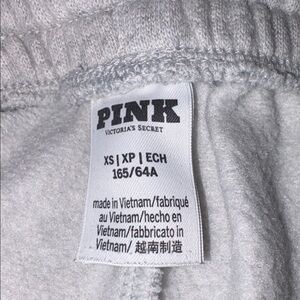 PINK
VICTORIA'S SECRET
XS | XP | ECH
165/64A
made in Vietnam/fabriqué
au Vietnam/hecho en
Vietnam/fabbricato in
Vietnam/ 越南制造